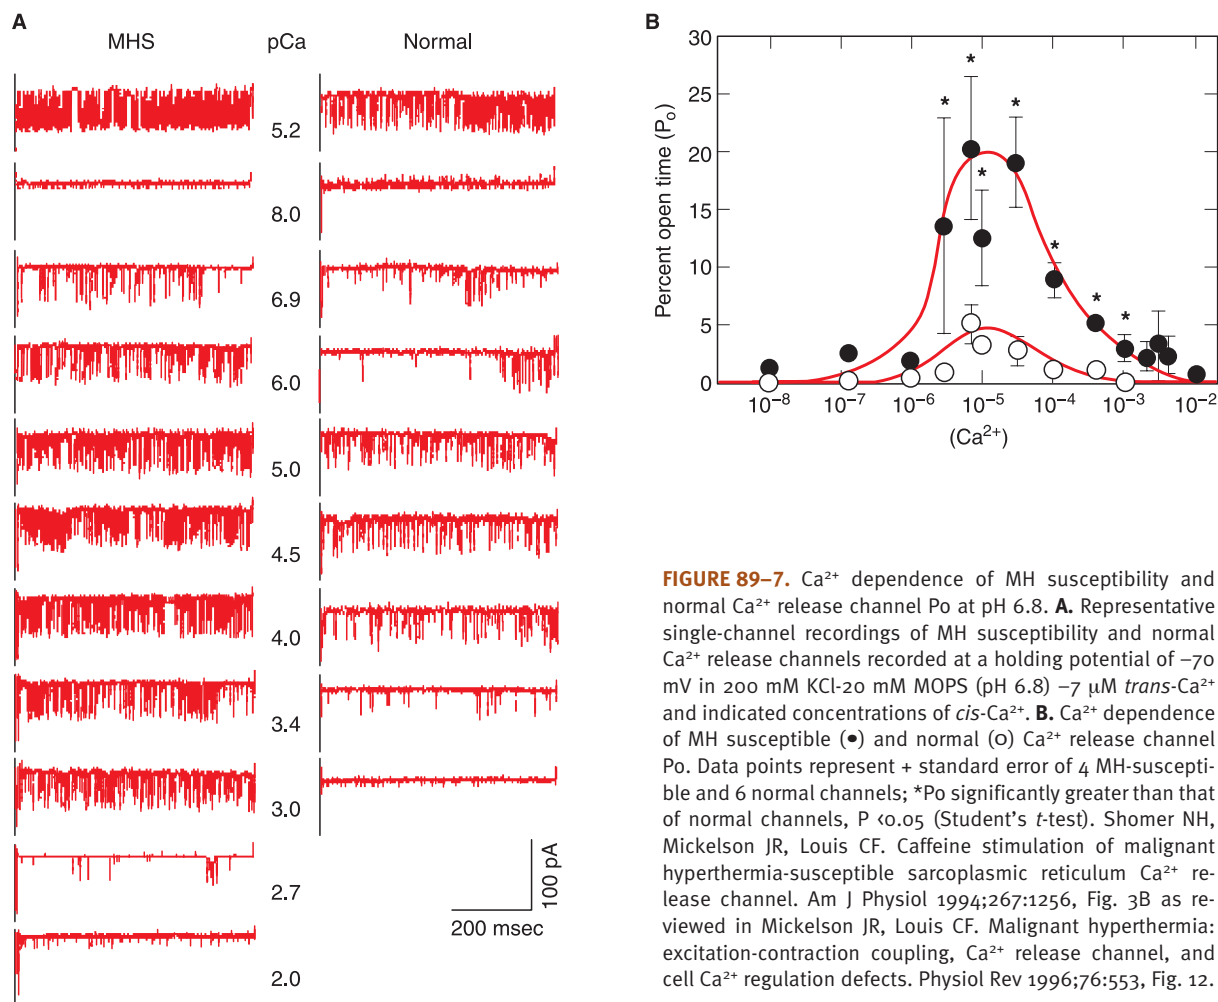 A
MHS pCa Normal
5.2
8.0
6.9
6.0
5.0
4.5
4.0
3.4
3.0
2.7
2.0
100 pA
200 msec
B
Percent open time (Po)
30
25
20
15
10
5
0
10⁻⁸ 10⁻⁷ 10⁻⁶ 10⁻⁵ 10⁻⁴ 10⁻³ 10⁻²
(Ca²⁺)
* * * * * * *
FIGURE 89–7. Ca²⁺ dependence of MH susceptibility and
normal Ca²⁺ release channel Po at pH 6.8. A. Representative
single-channel recordings of MH susceptibility and normal
Ca²⁺ release channels recorded at a holding potential of –70
mV in 200 mM KCl-20 mM MOPS (pH 6.8) –7 μM trans-Ca²⁺
and indicated concentrations of cis-Ca²⁺. B. Ca²⁺ dependence
of MH susceptible (●) and normal (○) Ca²⁺ release channel
Po. Data points represent + standard error of 4 MH-suscepti-
ble and 6 normal channels; *Po significantly greater than that
of normal channels, P <0.05 (Student's t-test). Shomer NH,
Mickelson JR, Louis CF. Caffeine stimulation of malignant
hyperthermia-susceptible sarcoplasmic reticulum Ca²⁺ re-
lease channel. Am J Physiol 1994;267:1256, Fig. 3B as re-
viewed in Mickelson JR, Louis CF. Malignant hyperthermia:
excitation-contraction coupling, Ca²⁺ release channel, and
cell Ca²⁺ regulation defects. Physiol Rev 1996;76:553, Fig. 12.